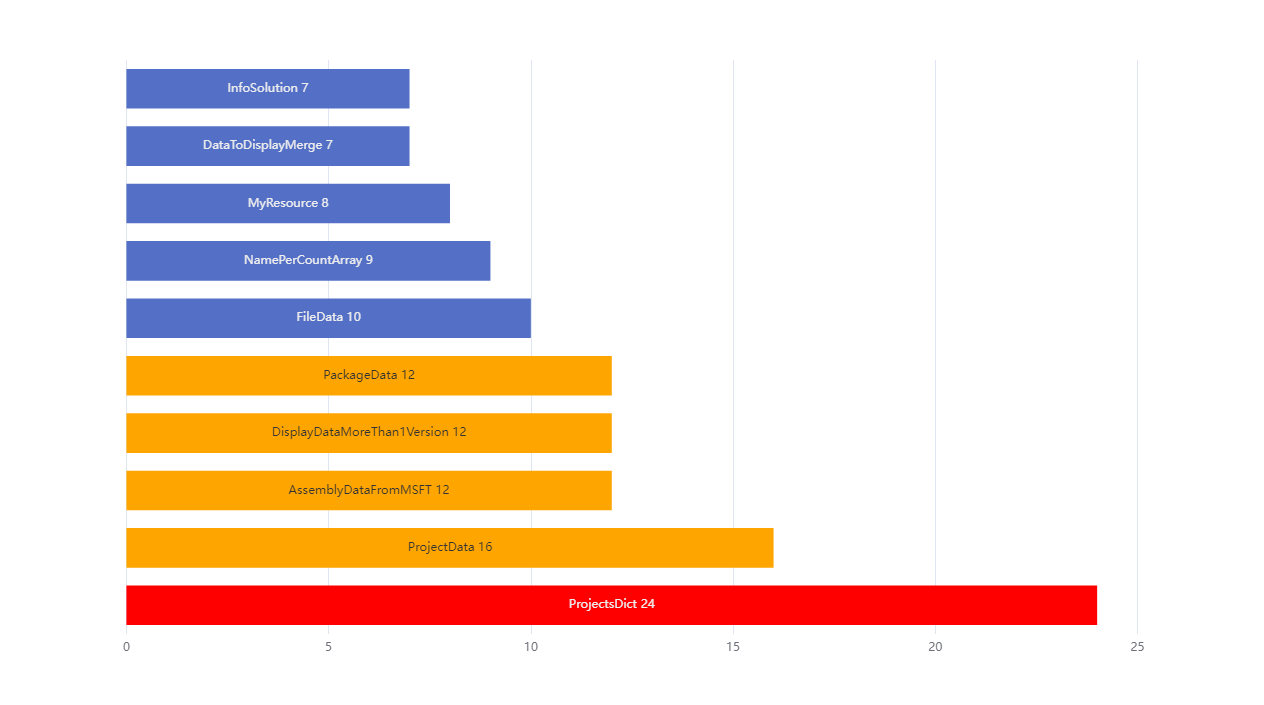 InfoSolution 7
DataToDisplayMerge 7
MyResource 8
NamePerCountArray 9
FileData 10
PackageData 12
DisplayDataMoreThan1Version 12
AssemblyDataFromMSFT 12
ProjectData 16
ProjectsDict 24
0 5 10 15 20 25